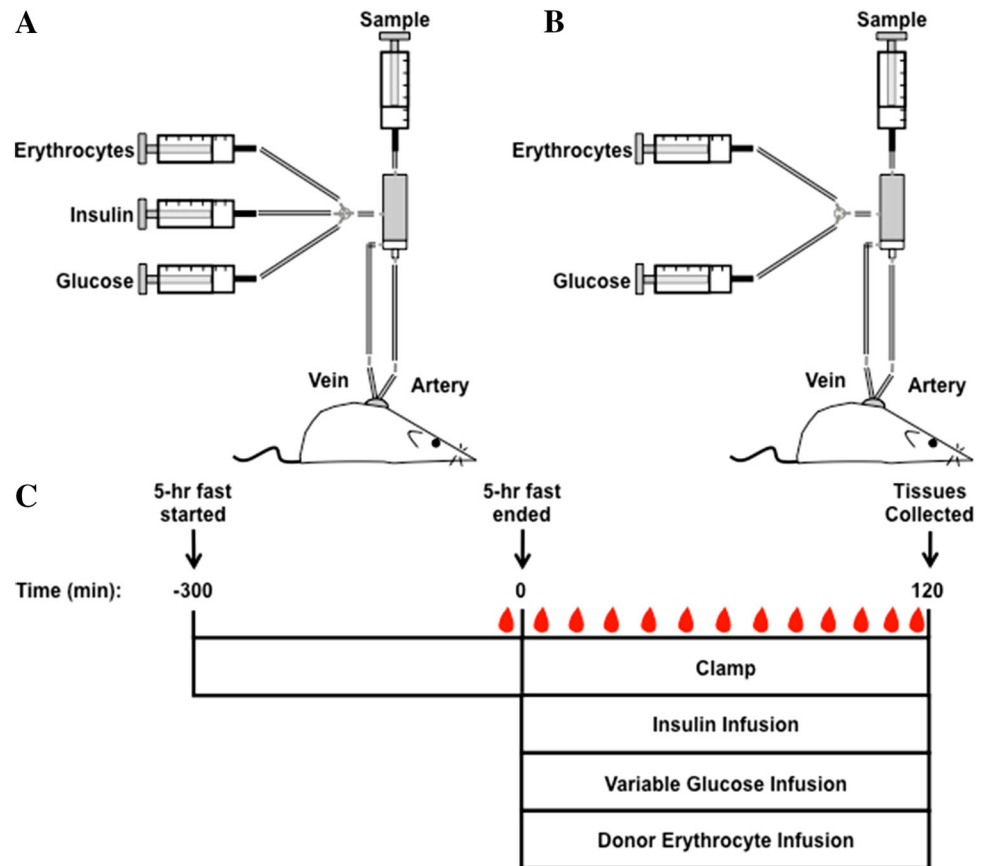 A
Sample
Erythrocytes
Insulin
Glucose
Vein
Artery
B
Sample
Erythrocytes
Glucose
Vein
Artery
C
5-hr fast
started
5-hr fast
ended
Tissues
Collected
Time (min):
-300
0
120
Clamp
Insulin Infusion
Variable Glucose Infusion
Donor Erythrocyte Infusion